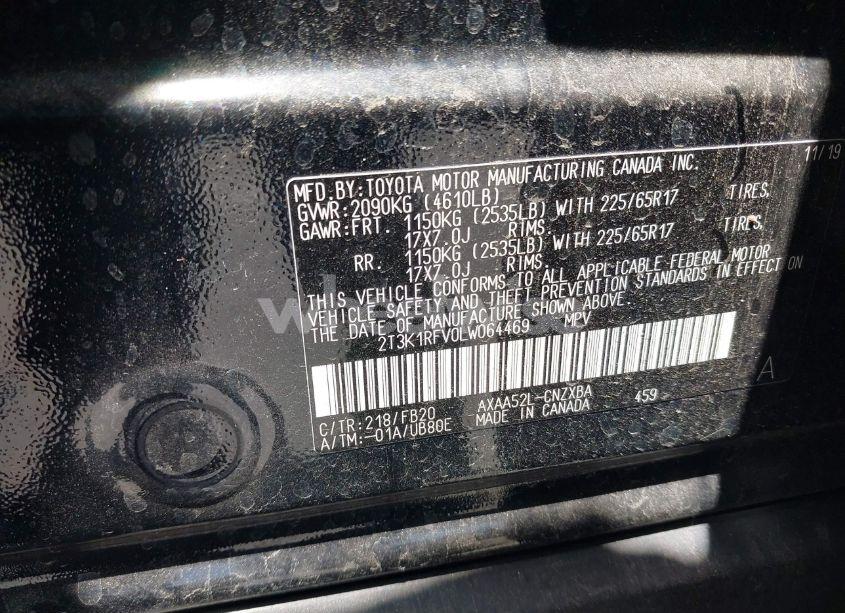 11/19
MFD.BY:TOYOTA MOTOR MANUFACTURING CANADA INC.
GVWR:2090KG (4610LB)
GAWR:FRT. 1150KG (2535LB) WITH 225/65R17 TIRES,
17X7.0J RIMS.
RR. 1150KG (2535LB) WITH 225/65R17 TIRES,
17X7.0J RIMS.
THIS VEHICLE CONFORMS TO ALL APPLICABLE FEDERAL MOTOR
VEHICLE SAFETY AND THEFT PREVENTION STANDARDS IN EFFECT ON
THE DATE OF MANUFACTURE SHOWN ABOVE.
2T3K1RFV0LW064469 MPV
C/TR:218/FB20 AXAA52L-CNZXBA 459
A/TM:-01A/UB80E MADE IN CANADA
A